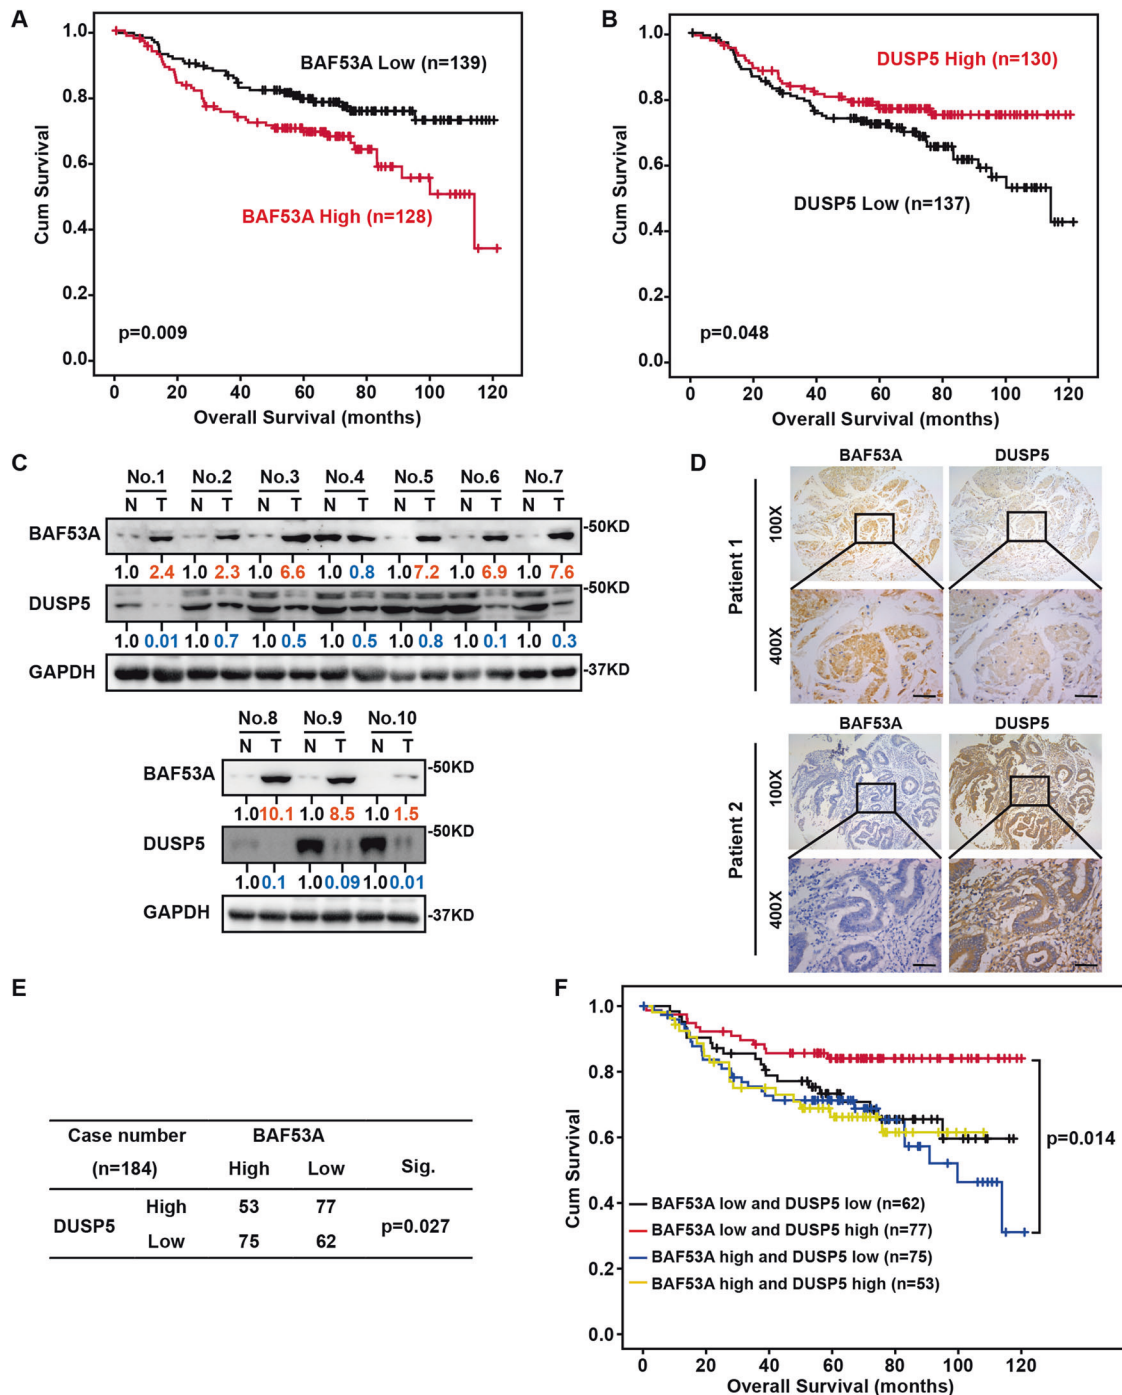 A
1.0
0.8
0.6
0.4
0.2
0.0
Cum Survival
BAF53A Low (n=139)
BAF53A High (n=128)
p=0.009
0 20 40 60 80 100 120
Overall Survival (months)
B
1.0
0.8
0.6
0.4
0.2
0.0
Cum Survival
DUSP5 High (n=130)
DUSP5 Low (n=137)
p=0.048
0 20 40 60 80 100 120
Overall Survival (months)
C
No.1 No.2 No.3 No.4 No.5 No.6 No.7
N T N T N T N T N T N T N T
BAF53A -50KD
1.0 2.4 1.0 2.3 1.0 6.6 1.0 0.8 1.0 7.2 1.0 6.9 1.0 7.6
DUSP5 -50KD
1.0 0.01 1.0 0.7 1.0 0.5 1.0 0.5 1.0 0.8 1.0 0.1 1.0 0.3
GAPDH -37KD
No.8 No.9 No.10
N T N T N T
BAF53A -50KD
1.0 10.1 1.0 8.5 1.0 1.5
DUSP5 -50KD
1.0 0.1 1.0 0.09 1.0 0.01
GAPDH -37KD
D
BAF53A DUSP5
Patient 1
100X
400X
BAF53A DUSP5
Patient 2
100X
400X
E
Case number BAF53A
(n=184) High Low Sig.
DUSP5 High 53 77 p=0.027
Low 75 62
F
1.0
0.8
0.6
0.4
0.2
0.0
Cum Survival
p=0.014
BAF53A low and DUSP5 low (n=62)
BAF53A low and DUSP5 high (n=77)
BAF53A high and DUSP5 low (n=75)
BAF53A high and DUSP5 high (n=53)
0 20 40 60 80 100 120
Overall Survival (months)